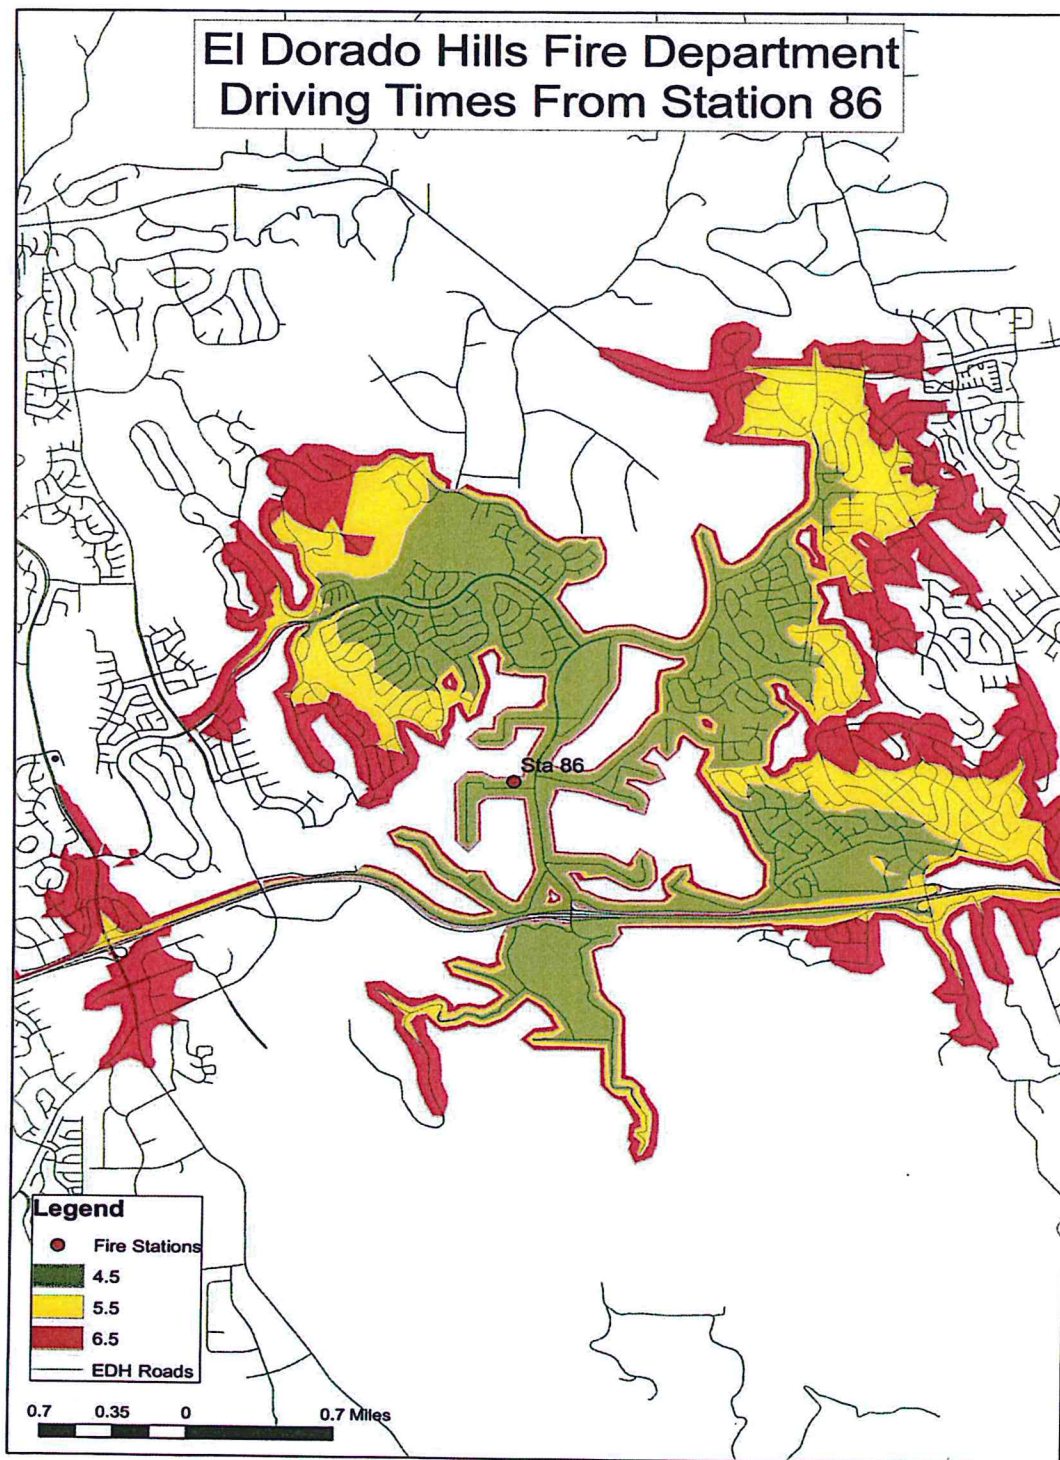 El Dorado Hills Fire Department
Driving Times From Station 86
Sta 86
Legend
Fire Stations
4.5
5.5
6.5
EDH Roads
0.7 0.35 0 0.7 Miles